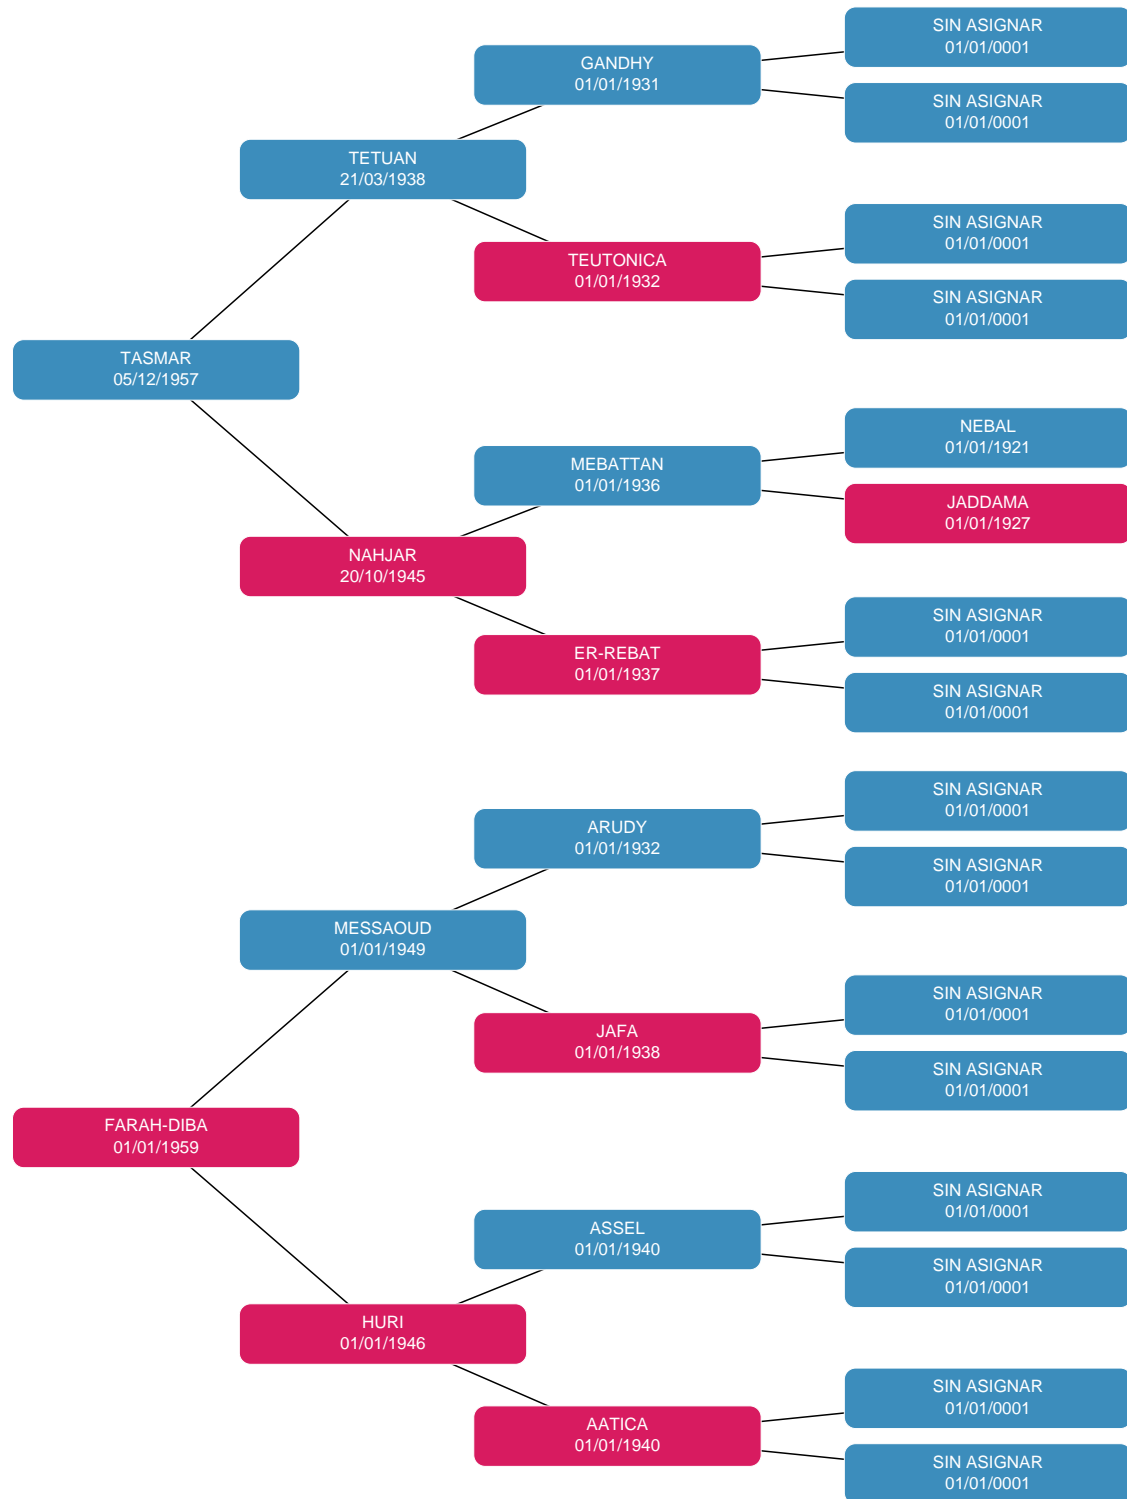 SIN ASIGNAR
01/01/0001
GANDHY
01/01/1931
SIN ASIGNAR
01/01/0001
TETUAN
21/03/1938
SIN ASIGNAR
01/01/0001
TEUTONICA
01/01/1932
SIN ASIGNAR
01/01/0001
TASMAR
05/12/1957
NEBAL
01/01/1921
MEBATTAN
01/01/1936
JADDAMA
01/01/1927
NAHJAR
20/10/1945
SIN ASIGNAR
01/01/0001
ER-REBAT
01/01/1937
SIN ASIGNAR
01/01/0001
SIN ASIGNAR
01/01/0001
ARUDY
01/01/1932
SIN ASIGNAR
01/01/0001
MESSAOUD
01/01/1949
SIN ASIGNAR
01/01/0001
JAFA
01/01/1938
SIN ASIGNAR
01/01/0001
FARAH-DIBA
01/01/1959
SIN ASIGNAR
01/01/0001
ASSEL
01/01/1940
SIN ASIGNAR
01/01/0001
HURI
01/01/1946
SIN ASIGNAR
01/01/0001
AATICA
01/01/1940
SIN ASIGNAR
01/01/0001